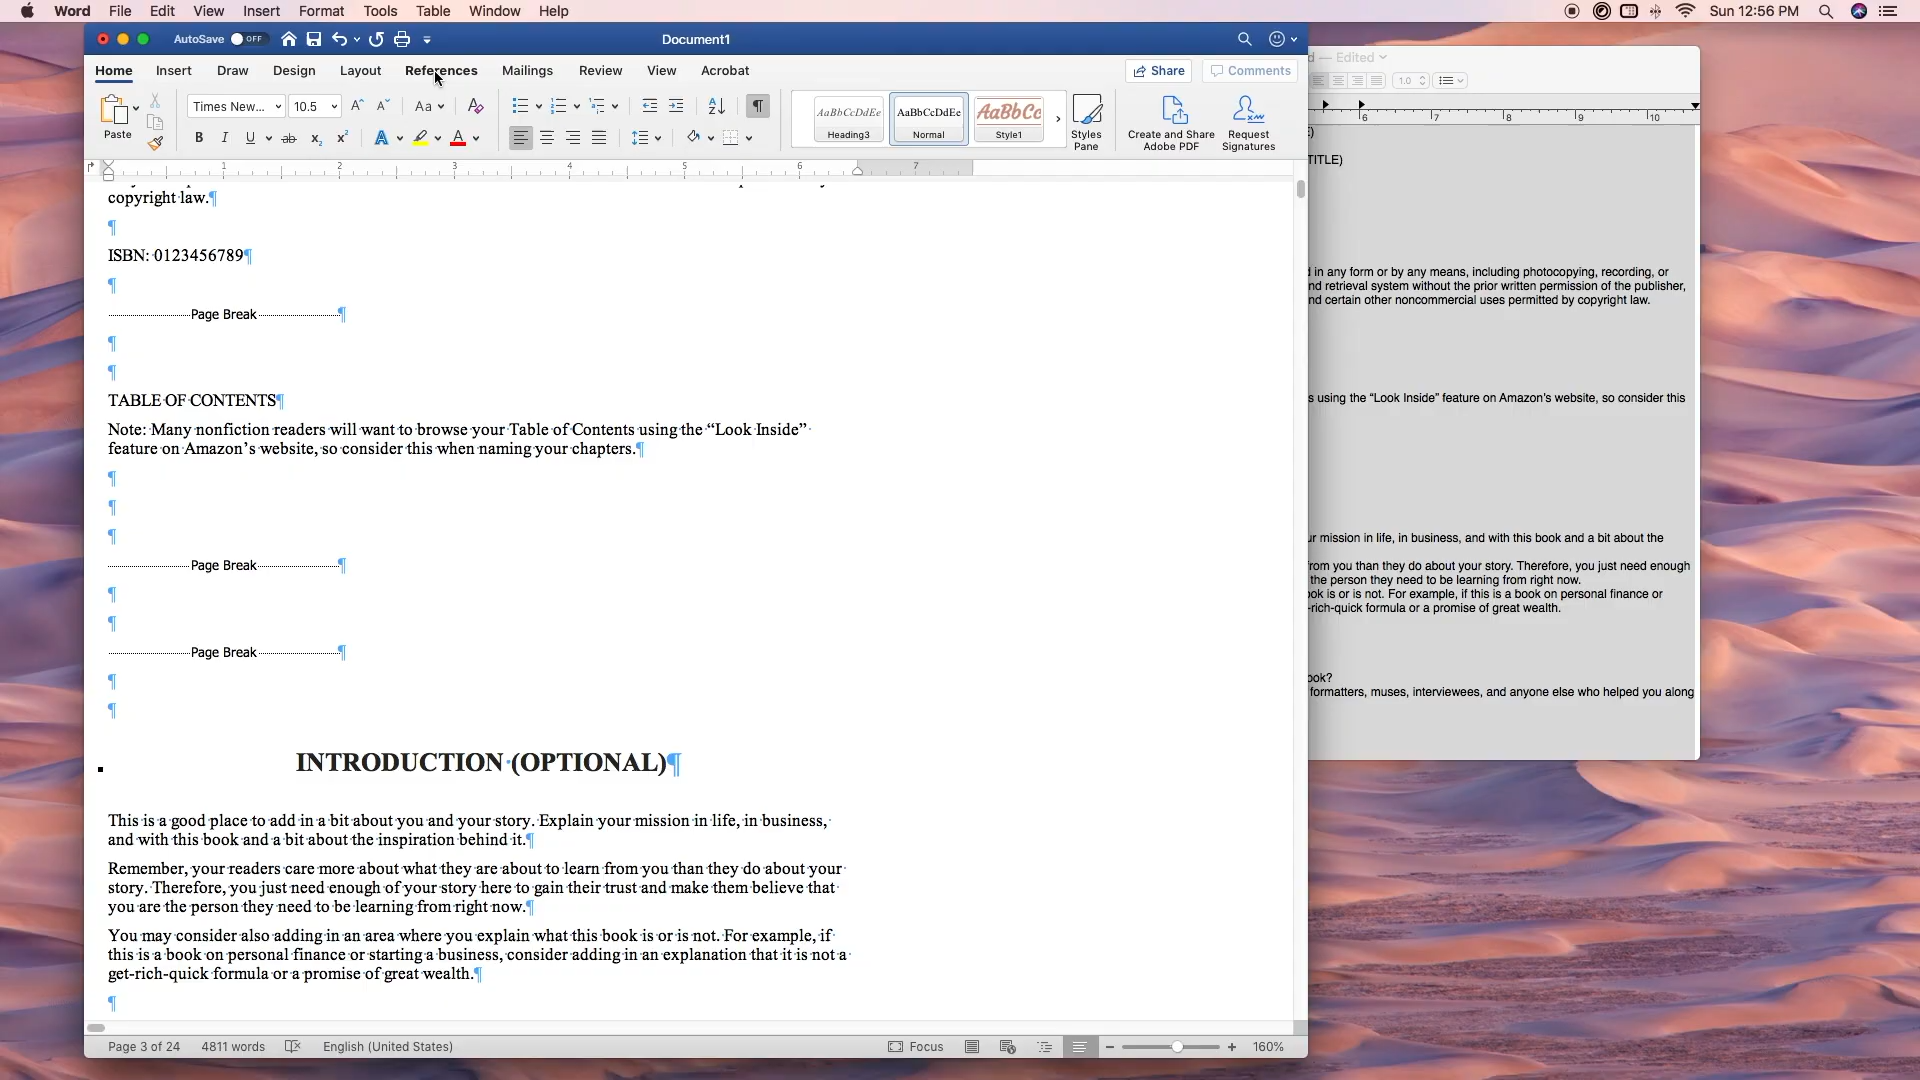 Word File Edit View Insert Format Tools Table Window Help Sun 12:56 PM
AutoSave OFF Document1
Home Insert Draw Design Layout References Mailings Review View Acrobat Share Comments
Paste Times New... 10.5 Aa
AaBbCcDdEe Heading3 AaBbCcDdEe Normal AaBbCc Style1
Styles Pane
Create and Share Adobe PDF
Request Signatures
1 2 3 4 5 6 7
copyright law.¶
¶
ISBN: 0123456789¶
¶
Page Break¶
¶
¶
TABLE OF CONTENTS¶
Note: Many nonfiction readers will want to browse your Table of Contents using the “Look Inside”
feature on Amazon’s website, so consider this when naming your chapters.¶
¶
¶
¶
Page Break¶
¶
¶
Page Break¶
¶
¶
INTRODUCTION (OPTIONAL)¶
This is a good place to add in a bit about you and your story. Explain your mission in life, in business,
and with this book and a bit about the inspiration behind it.¶
Remember, your readers care more about what they are about to learn from you than they do about your
story. Therefore, you just need enough of your story here to gain their trust and make them believe that
you are the person they need to be learning from right now.¶
You may consider also adding in an area where you explain what this book is or is not. For example, if
this is a book on personal finance or starting a business, consider adding in an explanation that it is not a
get-rich-quick formula or a promise of great wealth.¶
¶
Page 3 of 24 4811 words English (United States) Focus 160%
— Edited
1.0
6 7 8 9 10
TITLE)
in any form or by any means, including photocopying, recording, or
retrieval system without the prior written permission of the publisher,
certain other noncommercial uses permitted by copyright law.
using the “Look Inside” feature on Amazon’s website, so consider this
mission in life, in business, and with this book and a bit about the
from you than they do about your story. Therefore, you just need enough
the person they need to be learning from right now.
is or is not. For example, if this is a book on personal finance or
-rich-quick formula or a promise of great wealth.
formatters, muses, interviewees, and anyone else who helped you along